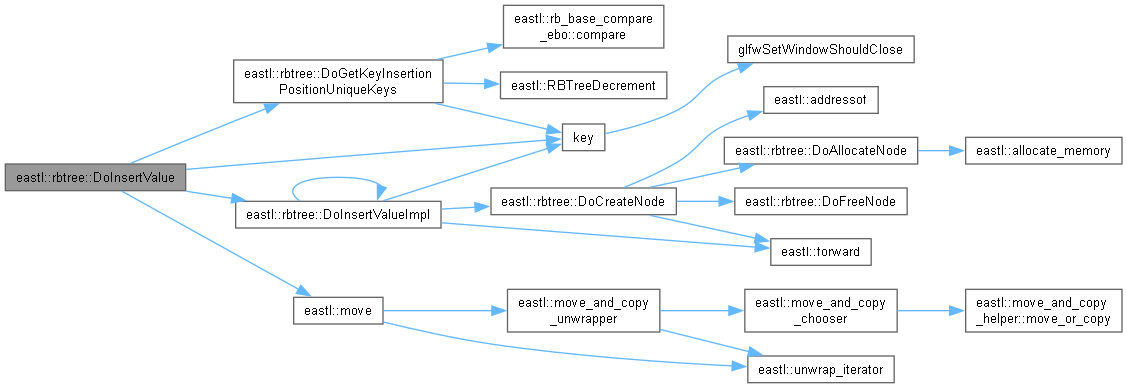 eastl::rb_base_compare
_ebo::compare
glfwSetWindowShouldClose
eastl::rbtree::DoGetKeyInsertion
PositionUniqueKeys
eastl::RBTreeDecrement
eastl::addressof
key
eastl::rbtree::DoAllocateNode
eastl::allocate_memory
eastl::rbtree::DoInsertValue
eastl::rbtree::DoInsertValueImpl
eastl::rbtree::DoCreateNode
eastl::rbtree::DoFreeNode
eastl::forward
eastl::move
eastl::move_and_copy
_unwrapper
eastl::move_and_copy
_chooser
eastl::move_and_copy
_helper::move_or_copy
eastl::unwrap_iterator